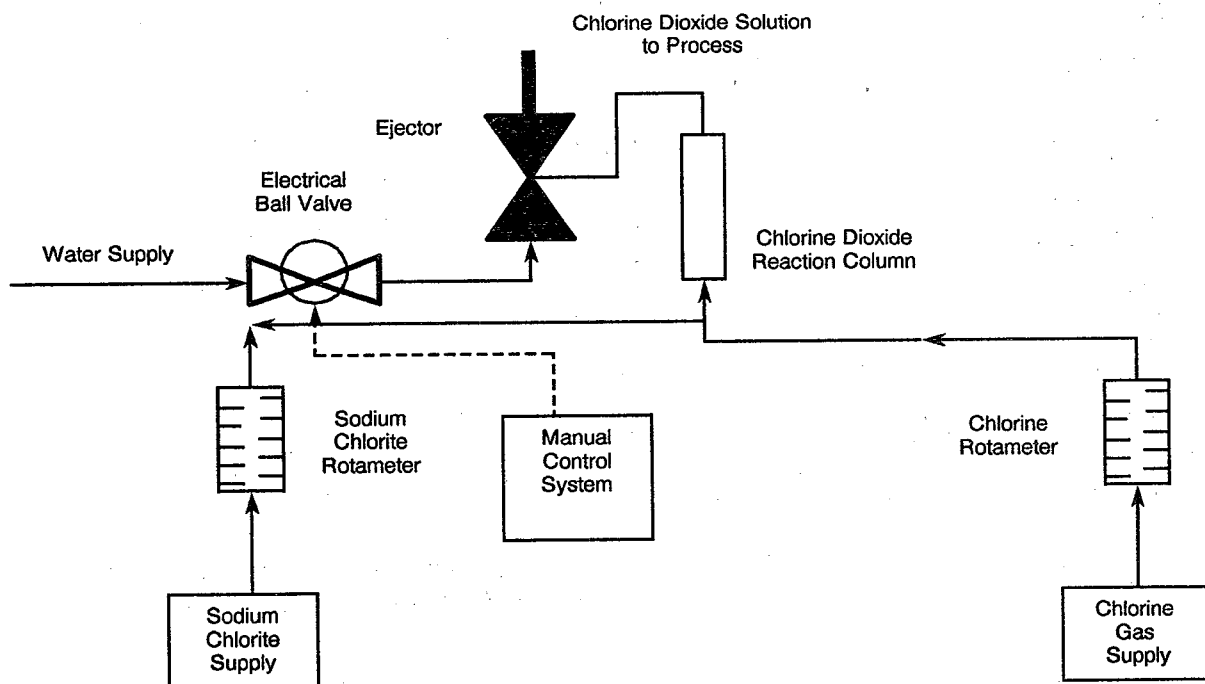 Chlorine Dioxide Solution
to Process
Ejector
Electrical
Ball Valve
Water Supply
Chlorine Dioxide
Reaction Column
Sodium
Chlorite
Rotameter
Manual
Control
System
Chlorine
Rotameter
Sodium
Chlorite
Supply
Chlorine
Gas
Supply